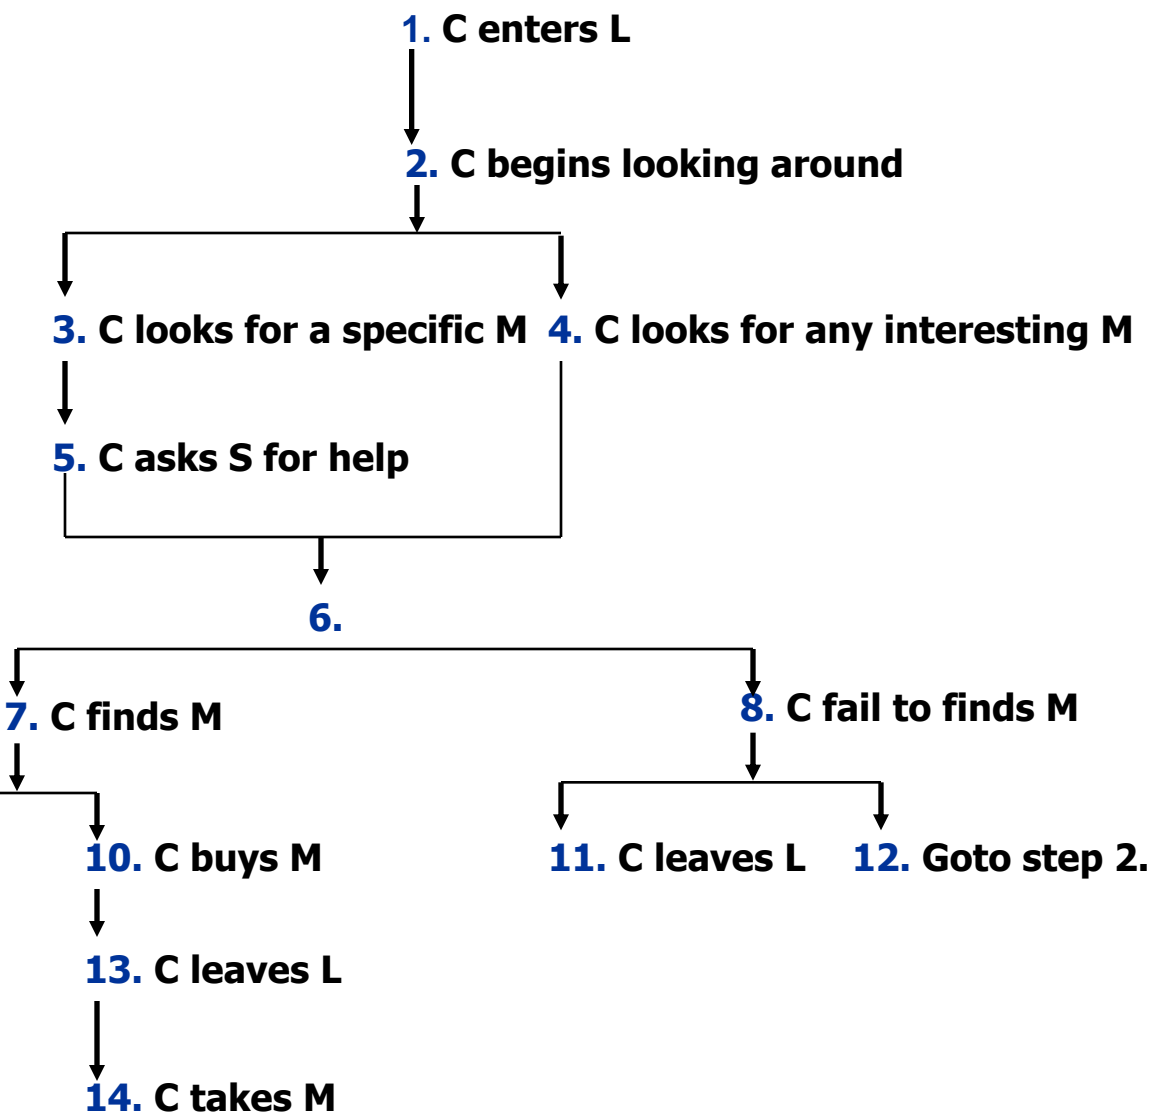 1. C enters L
2. C begins looking around
3. C looks for a specific M
4. C looks for any interesting M
5. C asks S for help
6.
7. C finds M
8. C fail to finds M
10. C buys M
11. C leaves L
12. Goto step 2.
13. C leaves L
14. C takes M